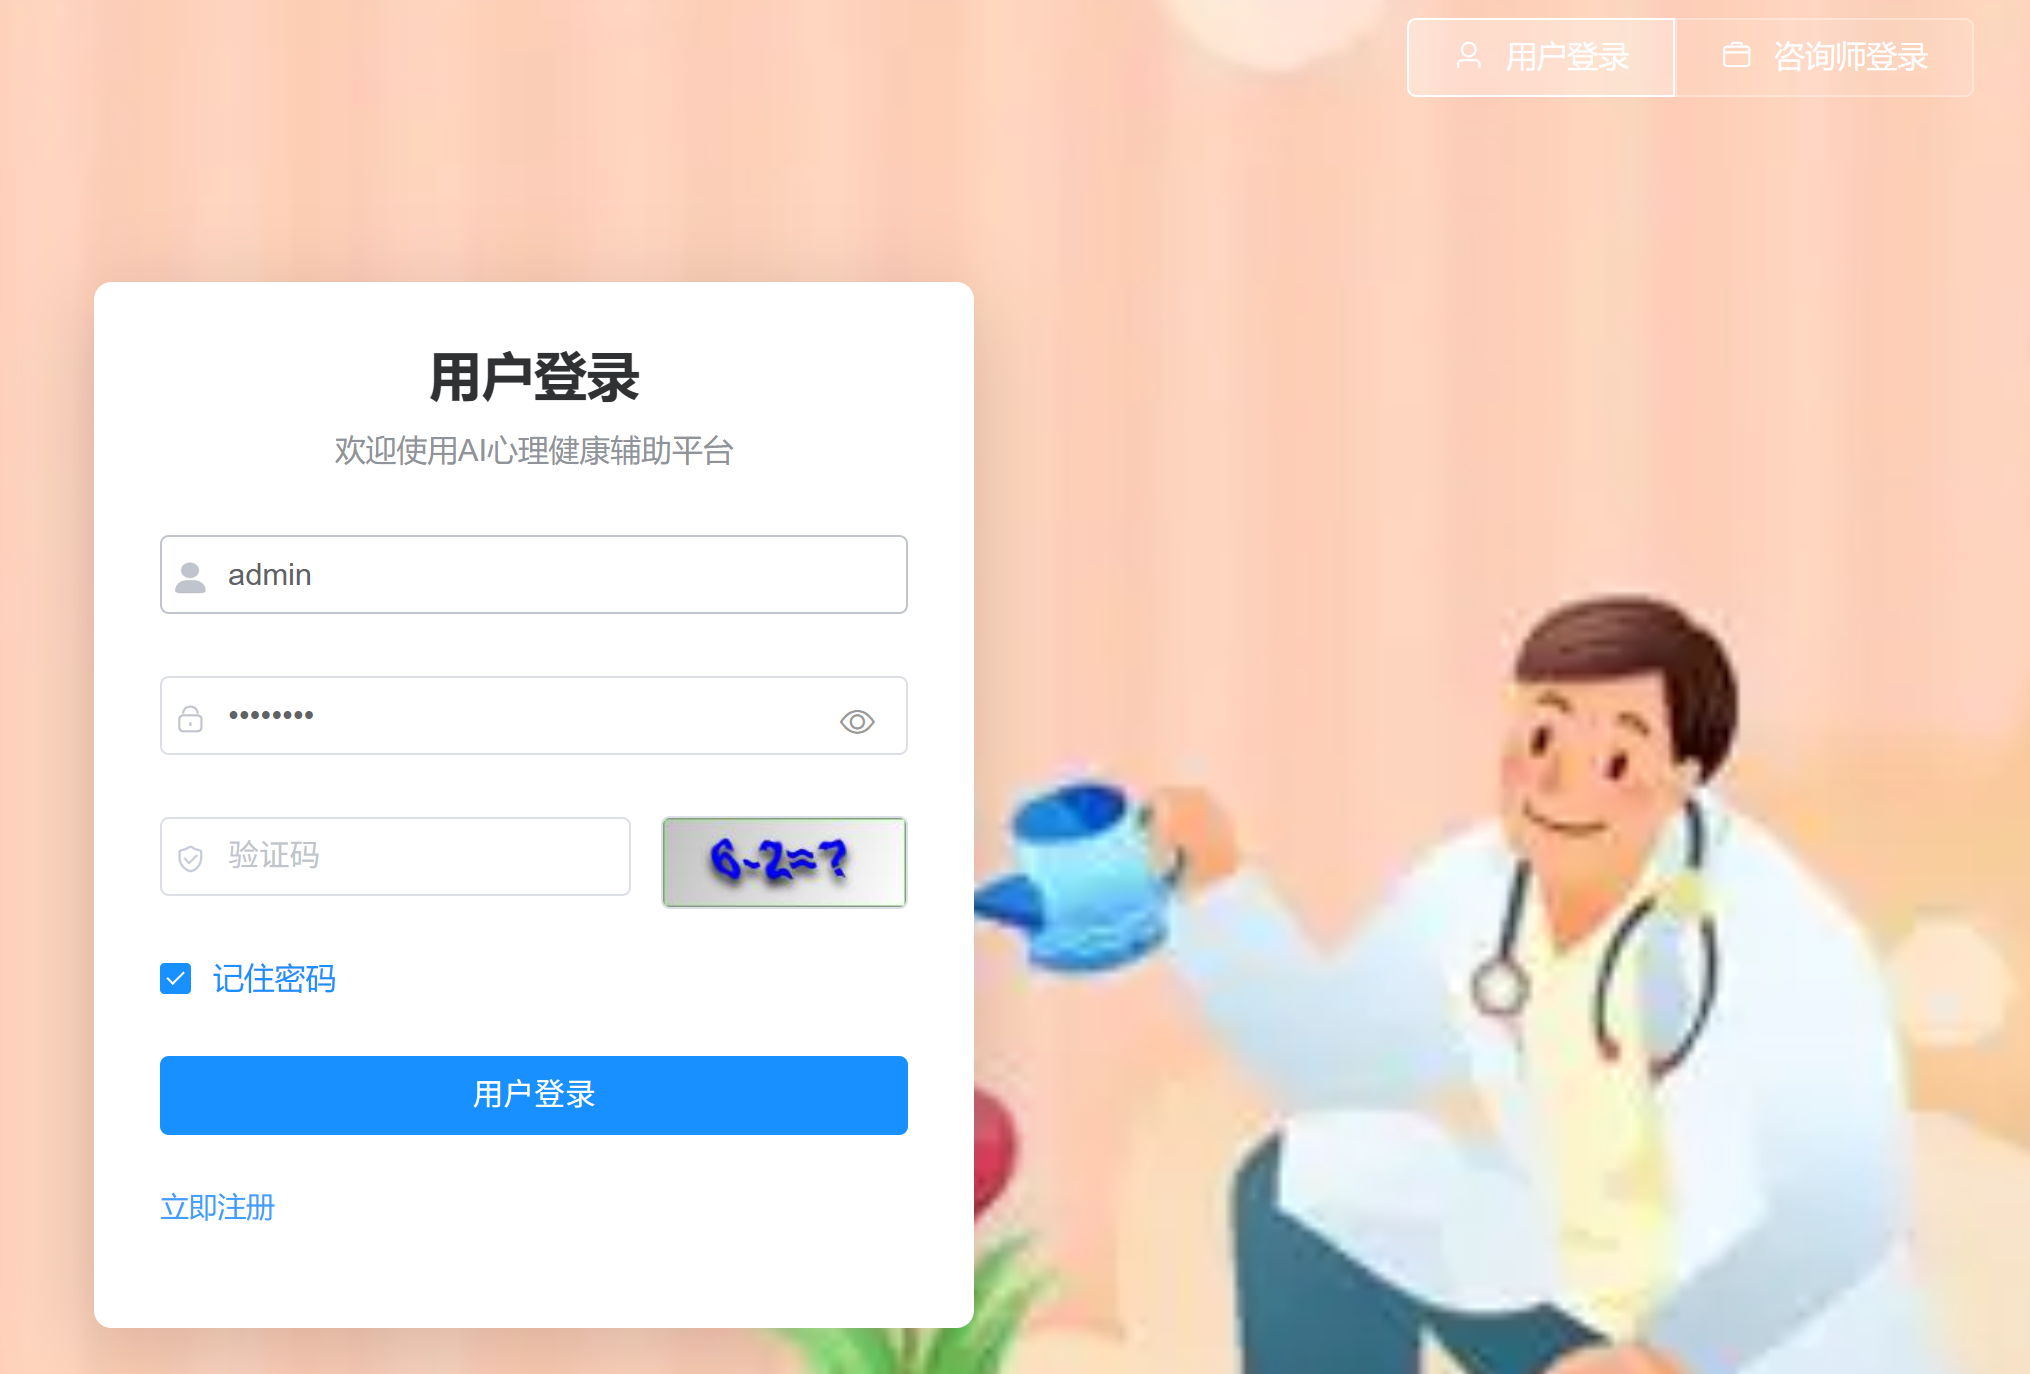 用户登录
咨询师登录
用户登录
欢迎使用AI心理健康辅助平台
admin
••••••••
验证码
6-2=?
记住密码
用户登录
立即注册